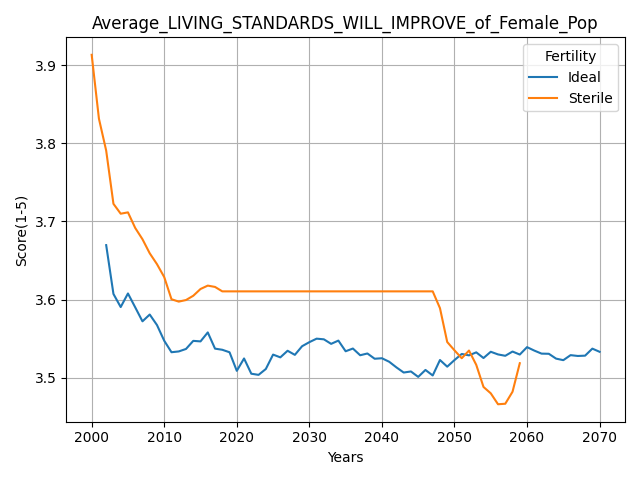 Average_LIVING_STANDARDS_WILL_IMPROVE_of_Female_Pop
Fertility
Ideal
Sterile
Score(1-5)
3.9
3.8
3.7
3.6
3.5
2000 2010 2020 2030 2040 2050 2060 2070
Years